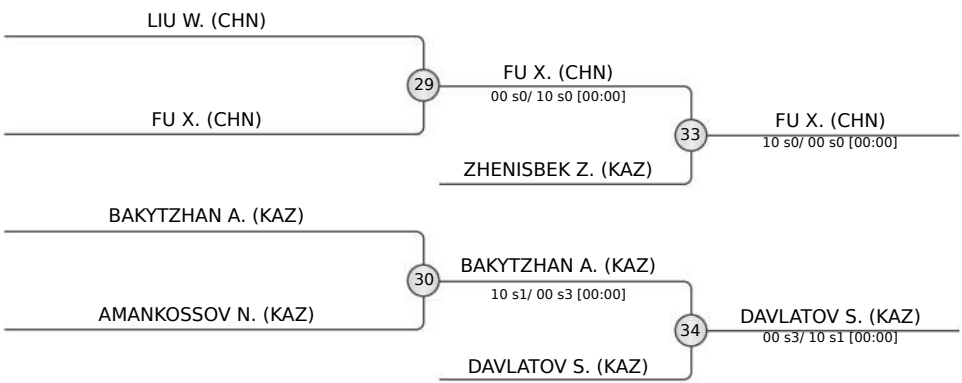 LIU W. (CHN)
29
FU X. (CHN)
00 s0/ 10 s0 [00:00]
FU X. (CHN)
33
FU X. (CHN)
10 s0/ 00 s0 [00:00]
ZHENISBEK Z. (KAZ)
BAKYTZHAN A. (KAZ)
30
BAKYTZHAN A. (KAZ)
10 s1/ 00 s3 [00:00]
AMANKOSSOV N. (KAZ)
34
DAVLATOV S. (KAZ)
00 s3/ 10 s1 [00:00]
DAVLATOV S. (KAZ)